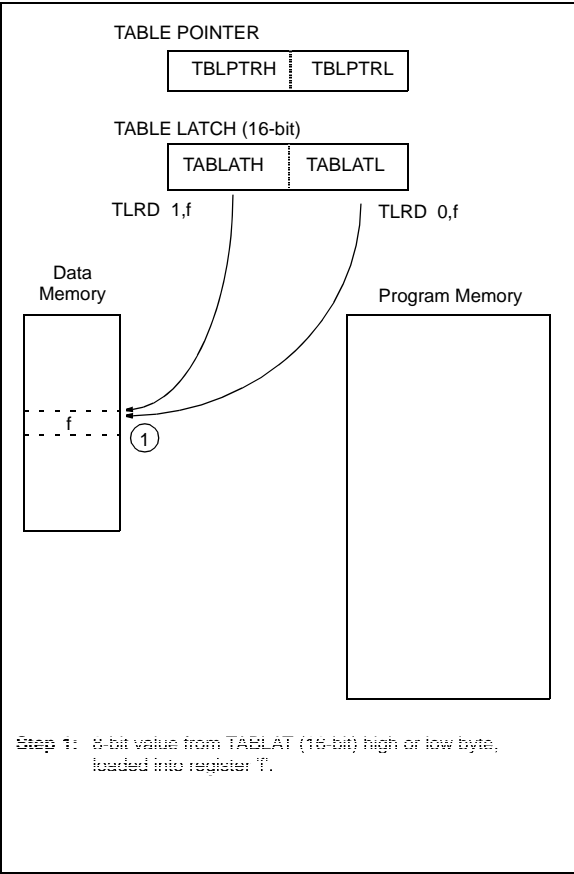 TABLE POINTER
TBLPTRH TBLPTRL
TABLE LATCH (16-bit)
TABLATH TABLATL
TLRD 1,f
TLRD 0,f
Data
Memory
Program Memory
f
1
Step 1: 8-bit value from TABLAT (16-bit) high or low byte,
loaded into register 'f'.